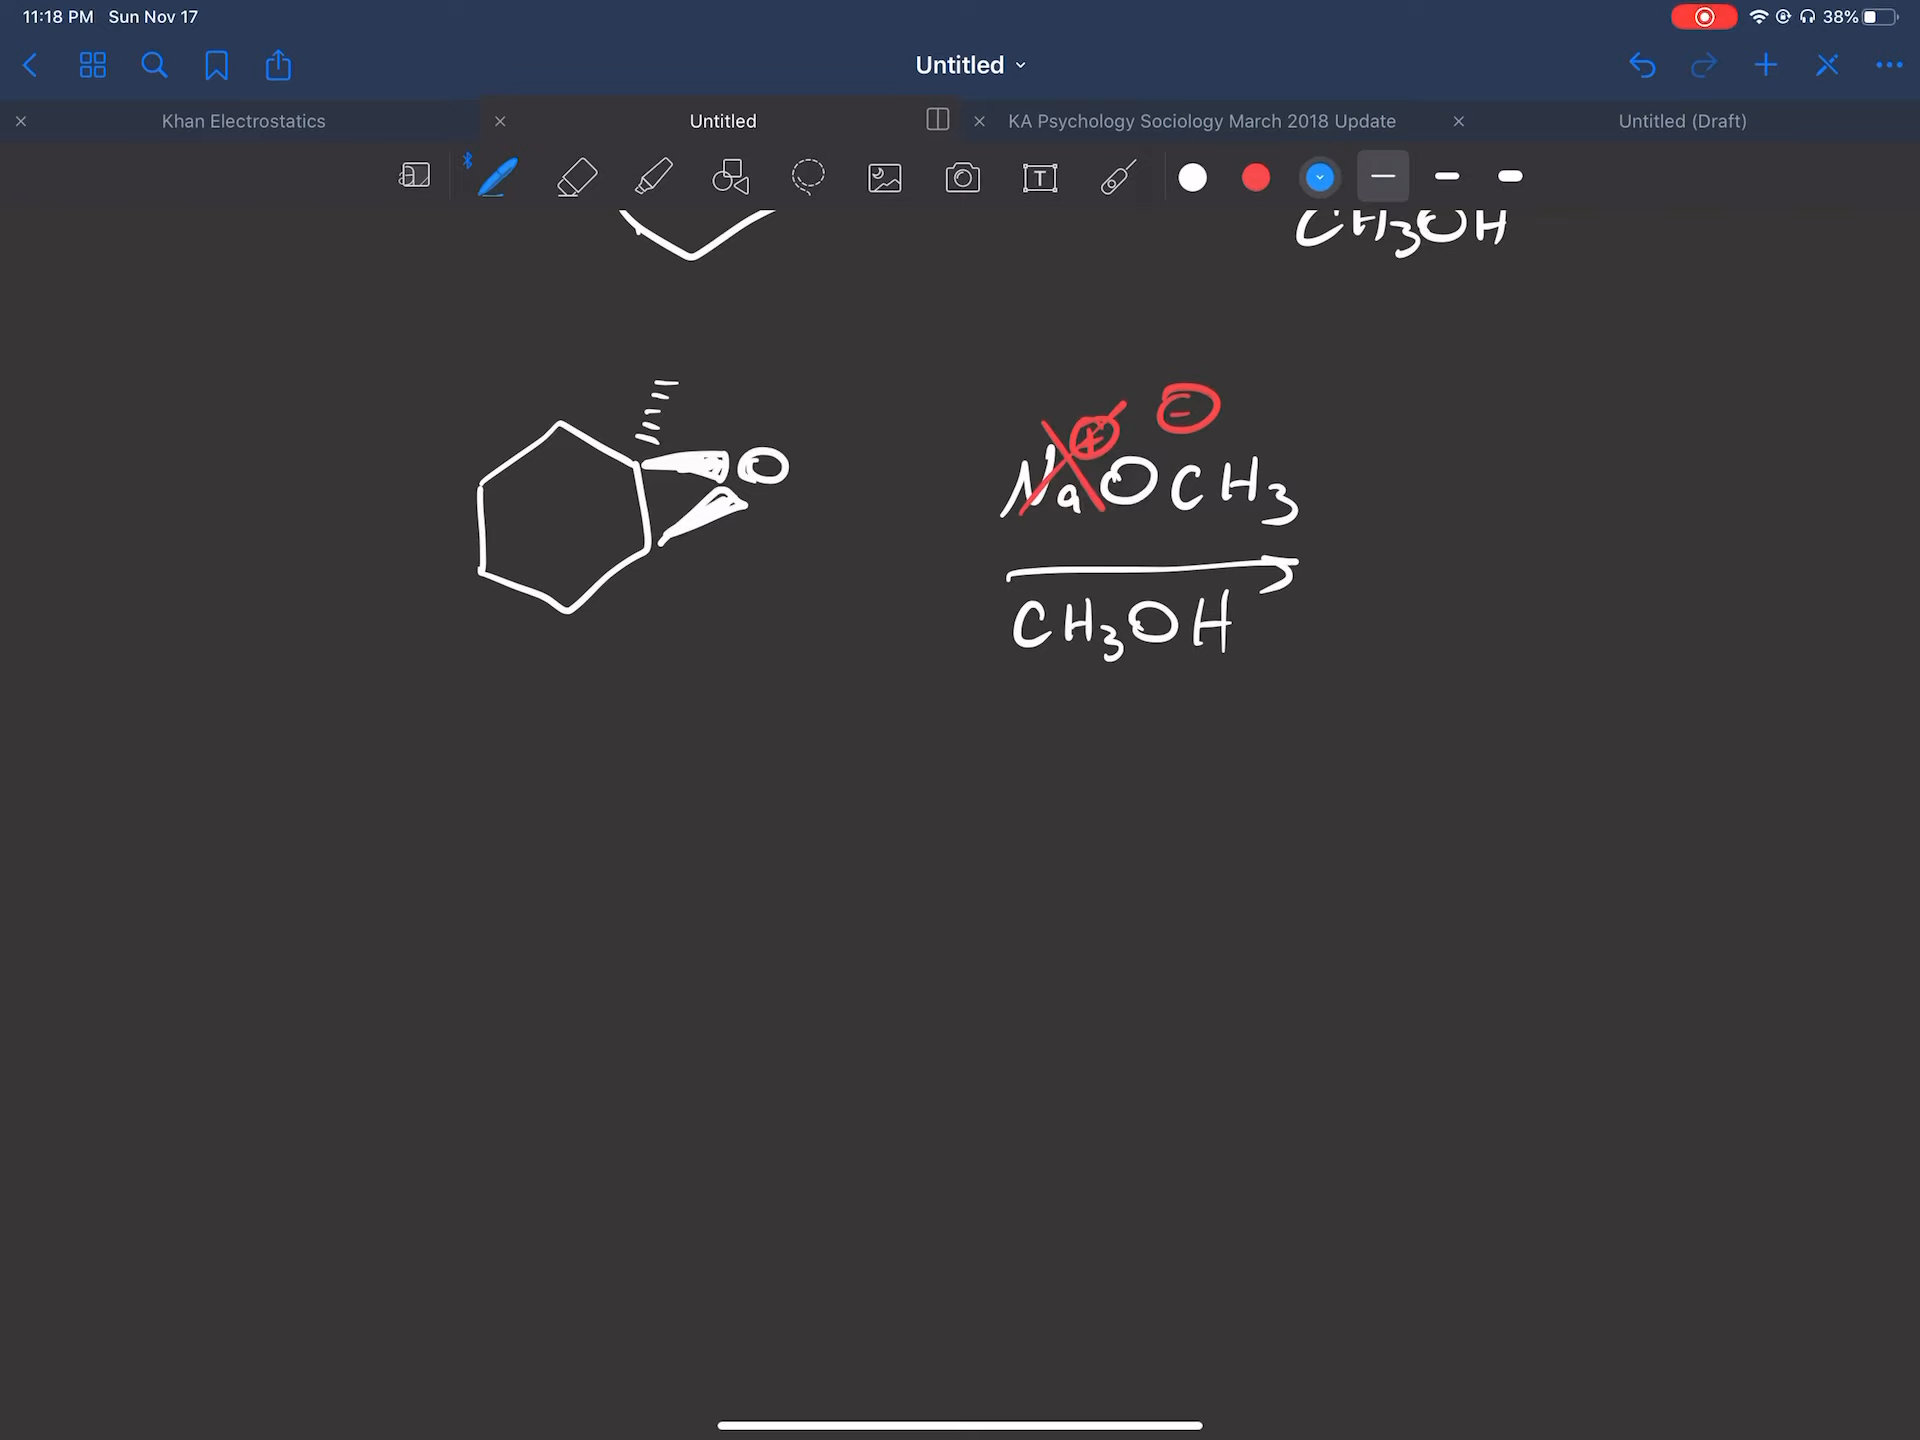 11:18 PM Sun Nov 17
38%
Untitled
Khan Electrostatics
Untitled
KA Psychology Sociology March 2018 Update
Untitled (Draft)
T
CH3OH
O
+ −
NaOCH3
CH3OH